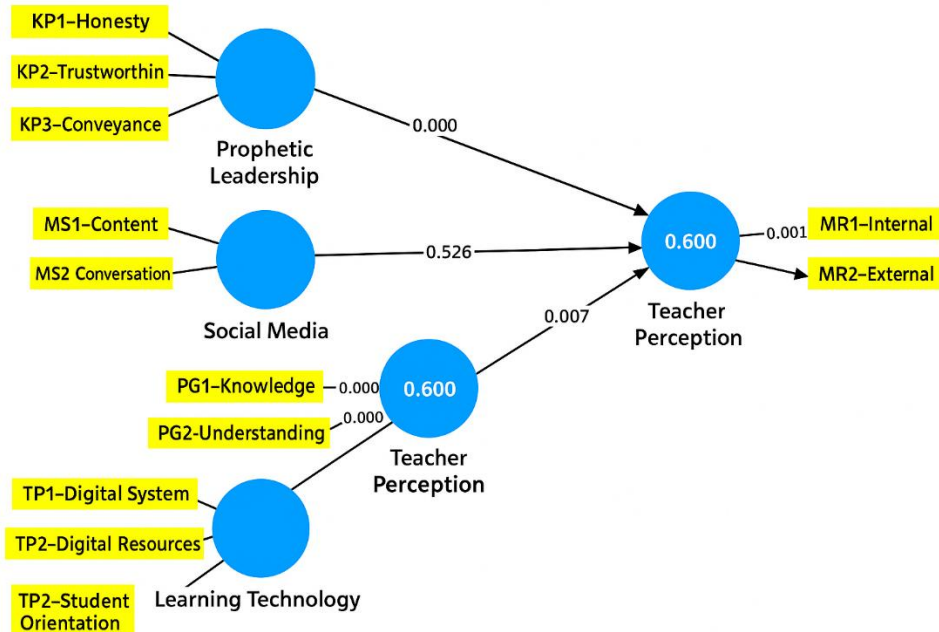 KP1–Honesty
KP2–Trustworthin
KP3–Conveyance
Prophetic
Leadership
0.000
MS1–Content
MS2 Conversation
Social Media
0.526
0.600
0.001
MR1–Internal
MR2–External
Teacher
Perception
0.007
PG1–Knowledge
0.000
PG2-Understanding
0.000
0.600
Teacher
Perception
TP1–Digital System
TP2–Digital Resources
TP2–Student
Orientation
Learning Technology